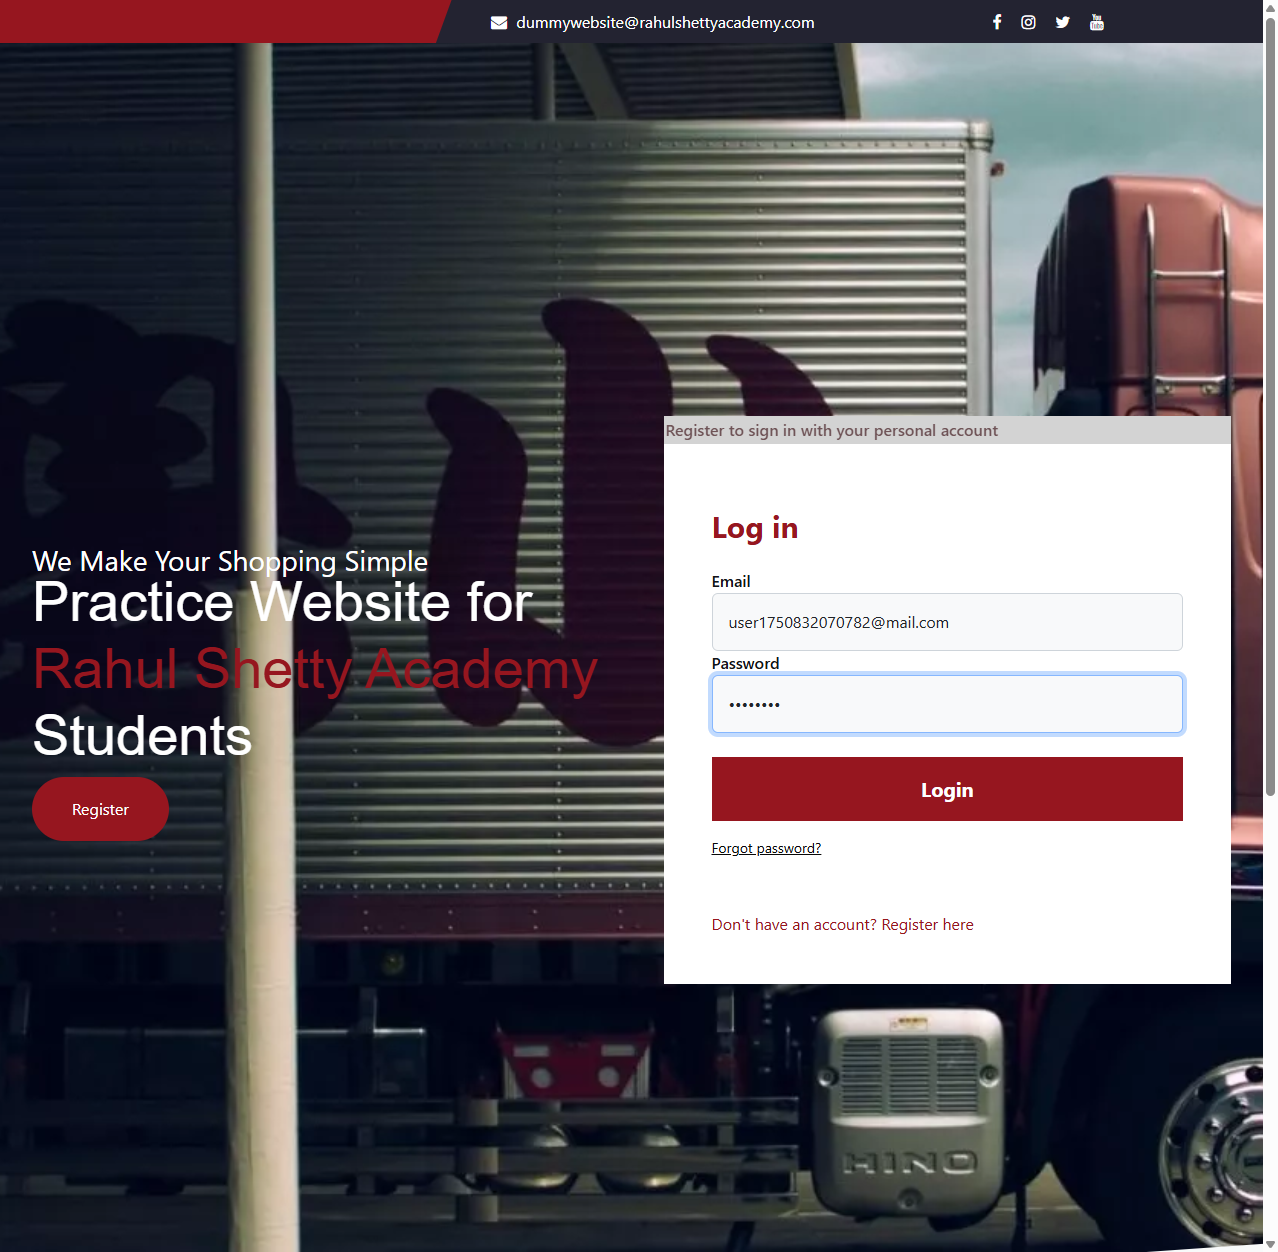 dummywebsite@rahulshettyacademy.com
Register to sign in with your personal account
Log in
Email
user1750832070782@mail.com
Password
••••••••
Login
Forgot password?
Don't have an account? Register here
We Make Your Shopping Simple
Practice Website for
Rahul Shetty Academy
Students
Register
HINO